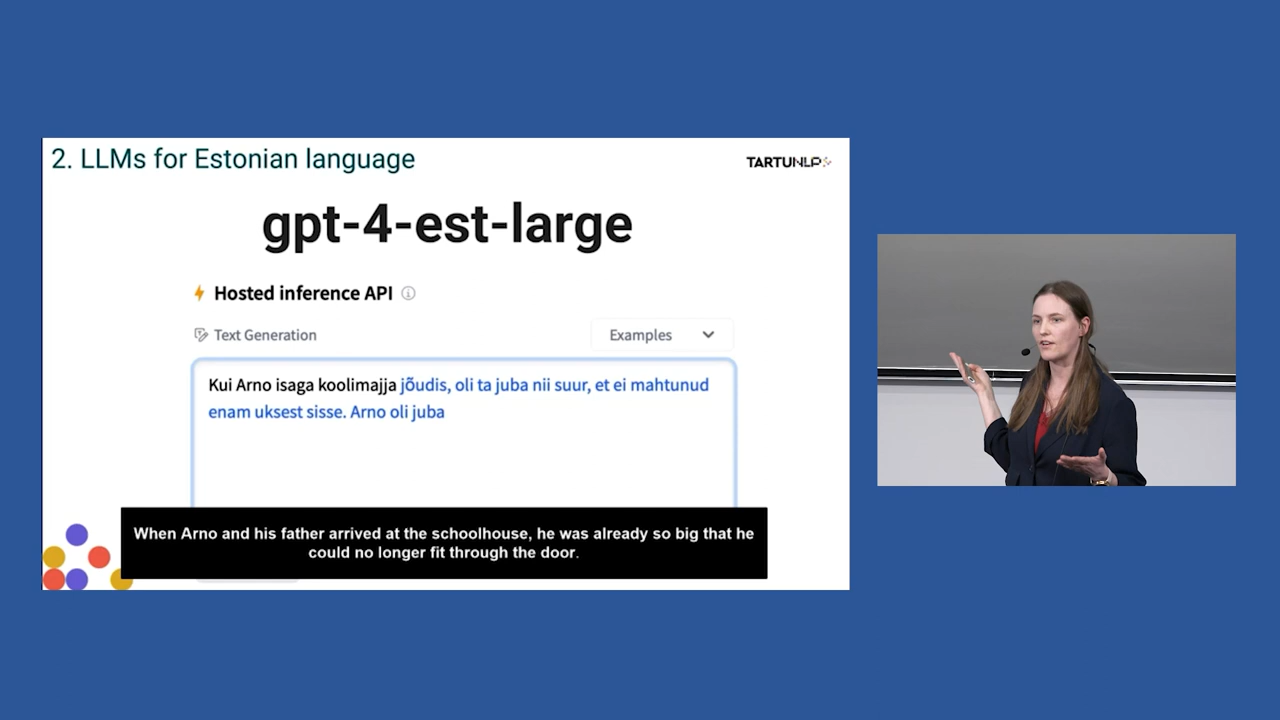 2. LLMs for Estonian language
TARTUNLP
gpt-4-est-large
Hosted inference API
Text Generation
Examples
Kui Arno isaga koolimajja jõudis, oli ta juba nii suur, et ei mahtunud
enam uksest sisse. Arno oli juba
When Arno and his father arrived at the schoolhouse, he was already so big that he
could no longer fit through the door.